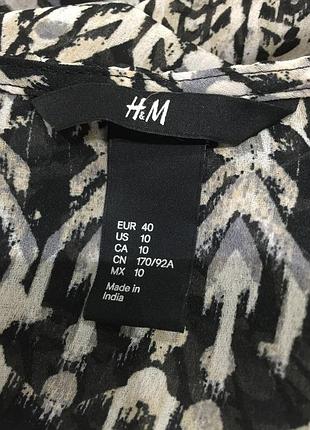 H&M
EUR 40
US 10
CA 10
CN 170/92A
MX 10
Made in
India